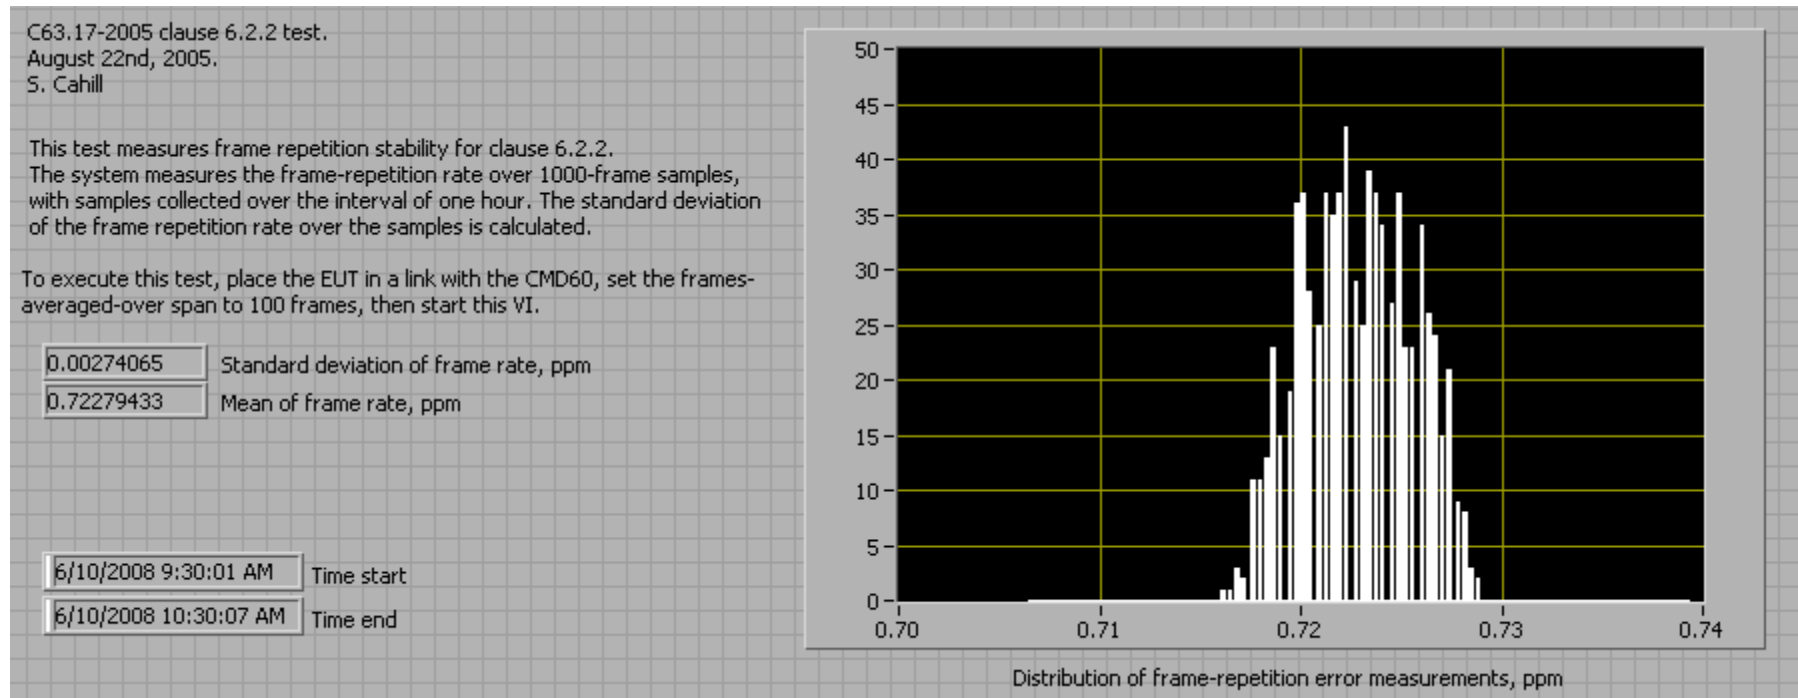 C63.17-2005 clause 6.2.2 test.
August 22nd, 2005.
S. Cahill
This test measures frame repetition stability for clause 6.2.2.
The system measures the frame-repetition rate over 1000-frame samples,
with samples collected over the interval of one hour. The standard deviation
of the frame repetition rate over the samples is calculated.
To execute this test, place the EUT in a link with the CMD60, set the frames-
averaged-over span to 100 frames, then start this VI.
0.00274065 Standard deviation of frame rate, ppm
0.72279433 Mean of frame rate, ppm
6/10/2008 9:30:01 AM Time start
6/10/2008 10:30:07 AM Time end
50
45
40
35
30
25
20
15
10
5
0
0.70 0.71 0.72 0.73 0.74
Distribution of frame-repetition error measurements, ppm